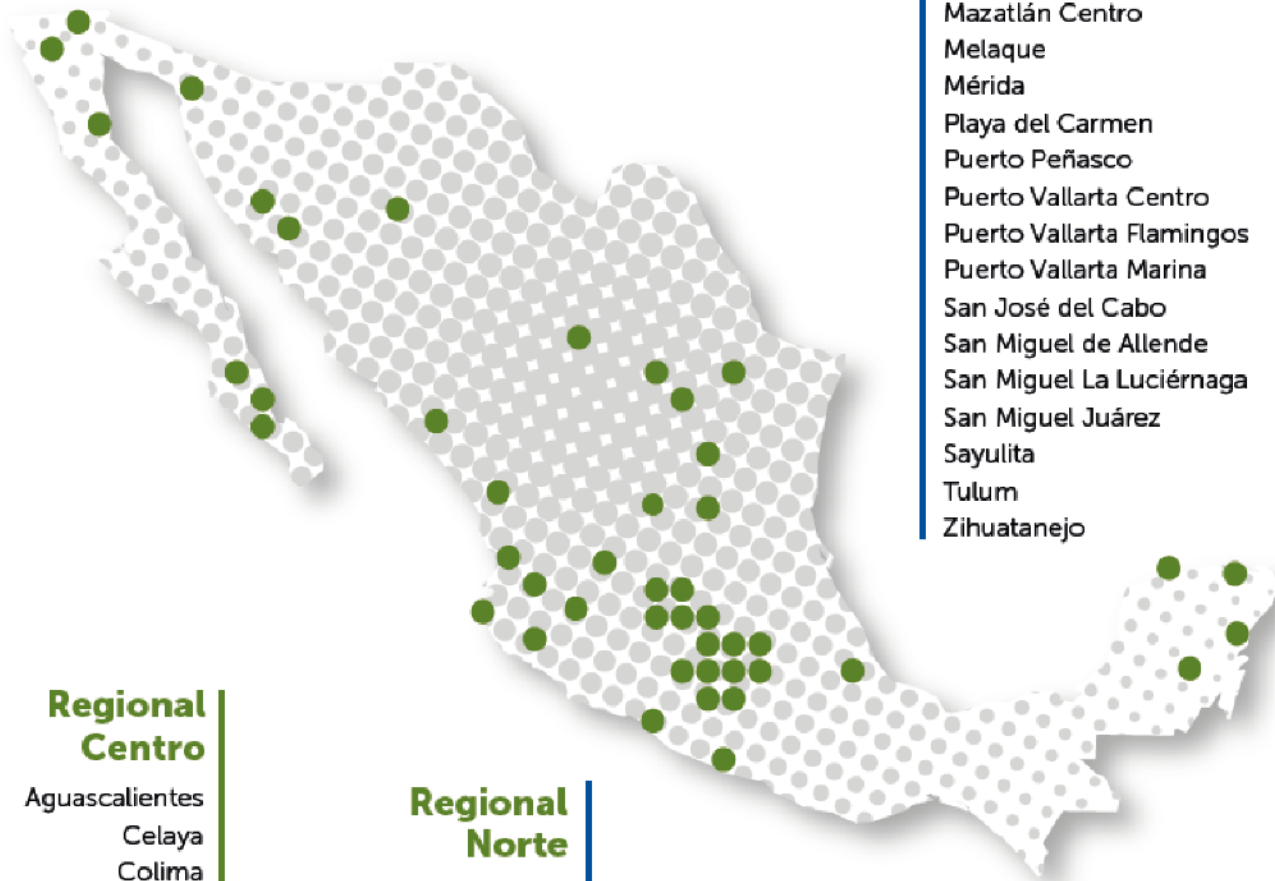 Mazatlán Centro
Melaque
Mérida
Playa del Carmen
Puerto Peñasco
Puerto Vallarta Centro
Puerto Vallarta Flamingos
Puerto Vallarta Marina
San José del Cabo
San Miguel de Allende
San Miguel La Luciérnaga
San Miguel Juárez
Sayulita
Tulum
Zihuatanejo
Regional
Centro
Aguascalientes
Celaya
Colima
Regional
Norte